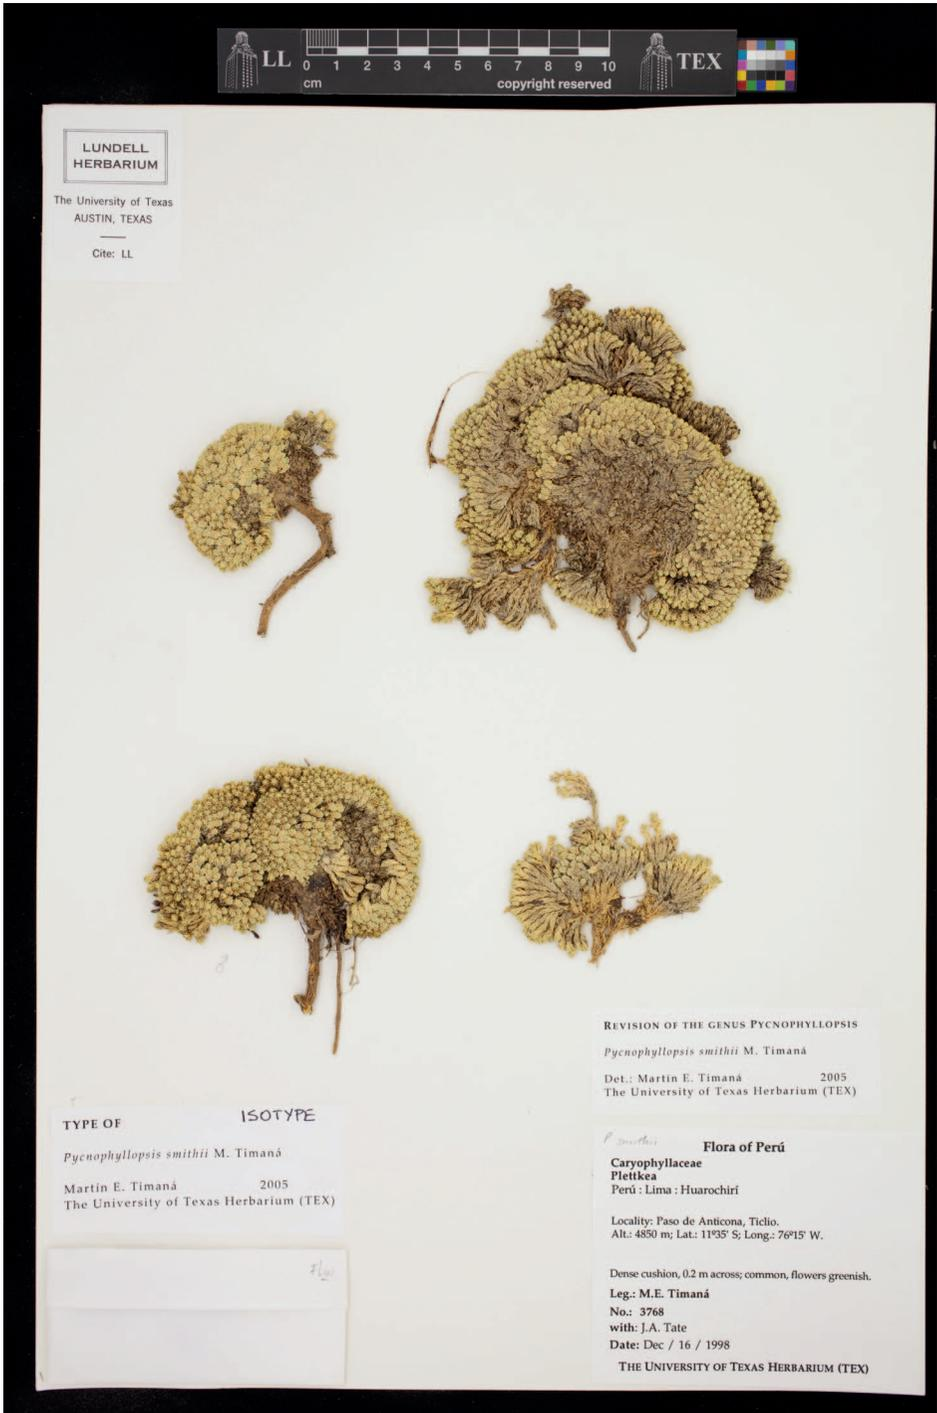 LL
0 1 2 3 4 5 6 7 8 9 10
cm
copyright reserved
TEX
LUNDELL
HERBARIUM
The University of Texas
AUSTIN, TEXAS
Cite: LL
REVISION OF THE GENUS PYCNOPHYLLOPSIS
Pycnophyllopsis smithii M. Timaná
Det.: Martín E. Timaná 2005
The University of Texas Herbarium (TEX)
TYPE OF ISOTYPE
Pycnophyllopsis smithii M. Timaná
Martín E. Timaná 2005
The University of Texas Herbarium (TEX)
P smithii
Flora of Perú
Caryophyllaceae
Plettkea
Perú : Lima : Huarochirí
Locality: Paso de Anticona, Ticlio.
Alt.: 4850 m; Lat.: 11º35' S; Long.: 76º15' W.
Dense cushion, 0.2 m across; common, flowers greenish.
Leg.: M.E. Timaná
No.: 3768
with: J.A. Tate
Date: Dec / 16 / 1998
THE UNIVERSITY OF TEXAS HERBARIUM (TEX)